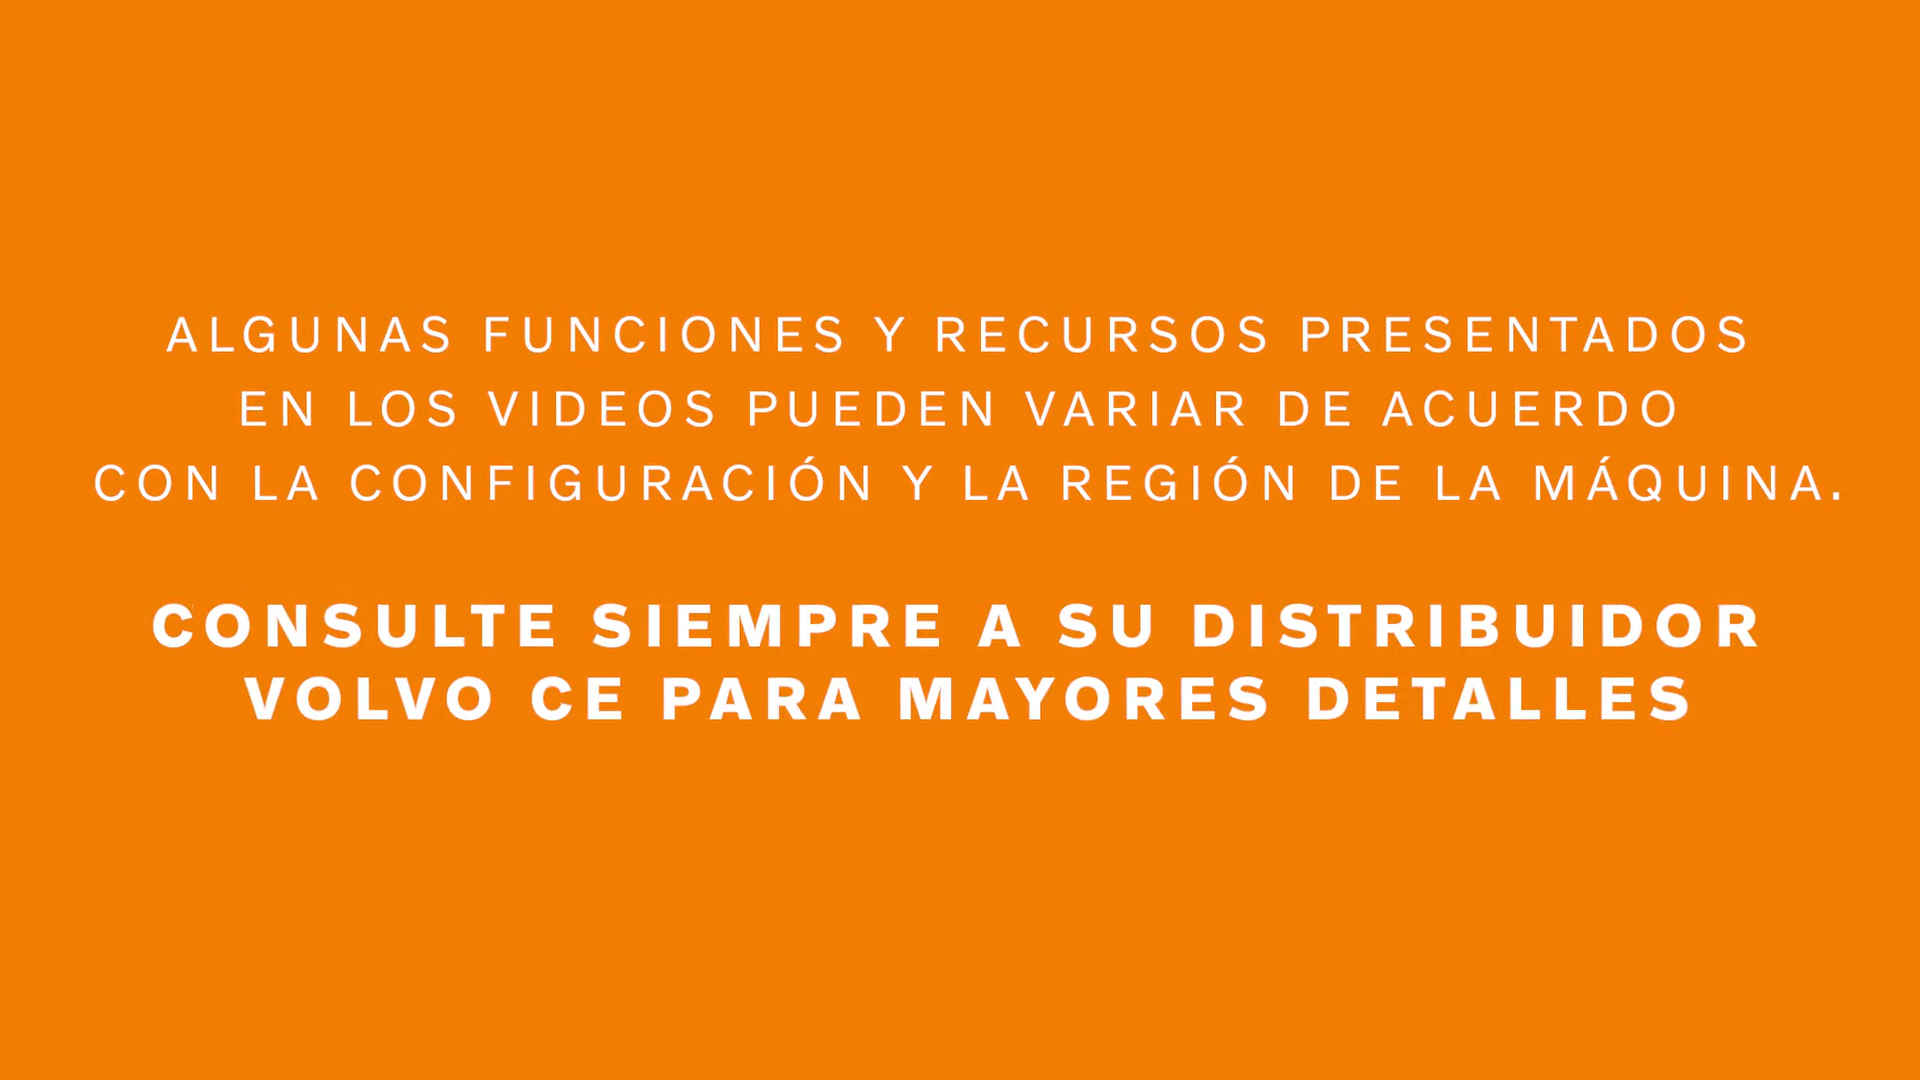 ALGUNAS FUNCIONES Y RECURSOS PRESENTADOS
EN LOS VIDEOS PUEDEN VARIAR DE ACUERDO
CON LA CONFIGURACIÓN Y LA REGIÓN DE LA MÁQUINA.
CONSULTE SIEMPRE A SU DISTRIBUIDOR
VOLVO CE PARA MAYORES DETALLES